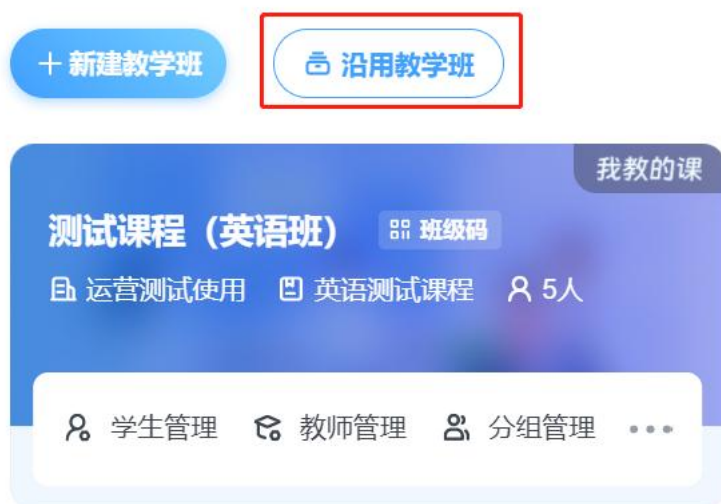 新建教学班 沿用教学班
我教的课
测试课程（英语班） 班级码
运营测试使用 英语测试课程 5人
学生管理 教师管理 分组管理